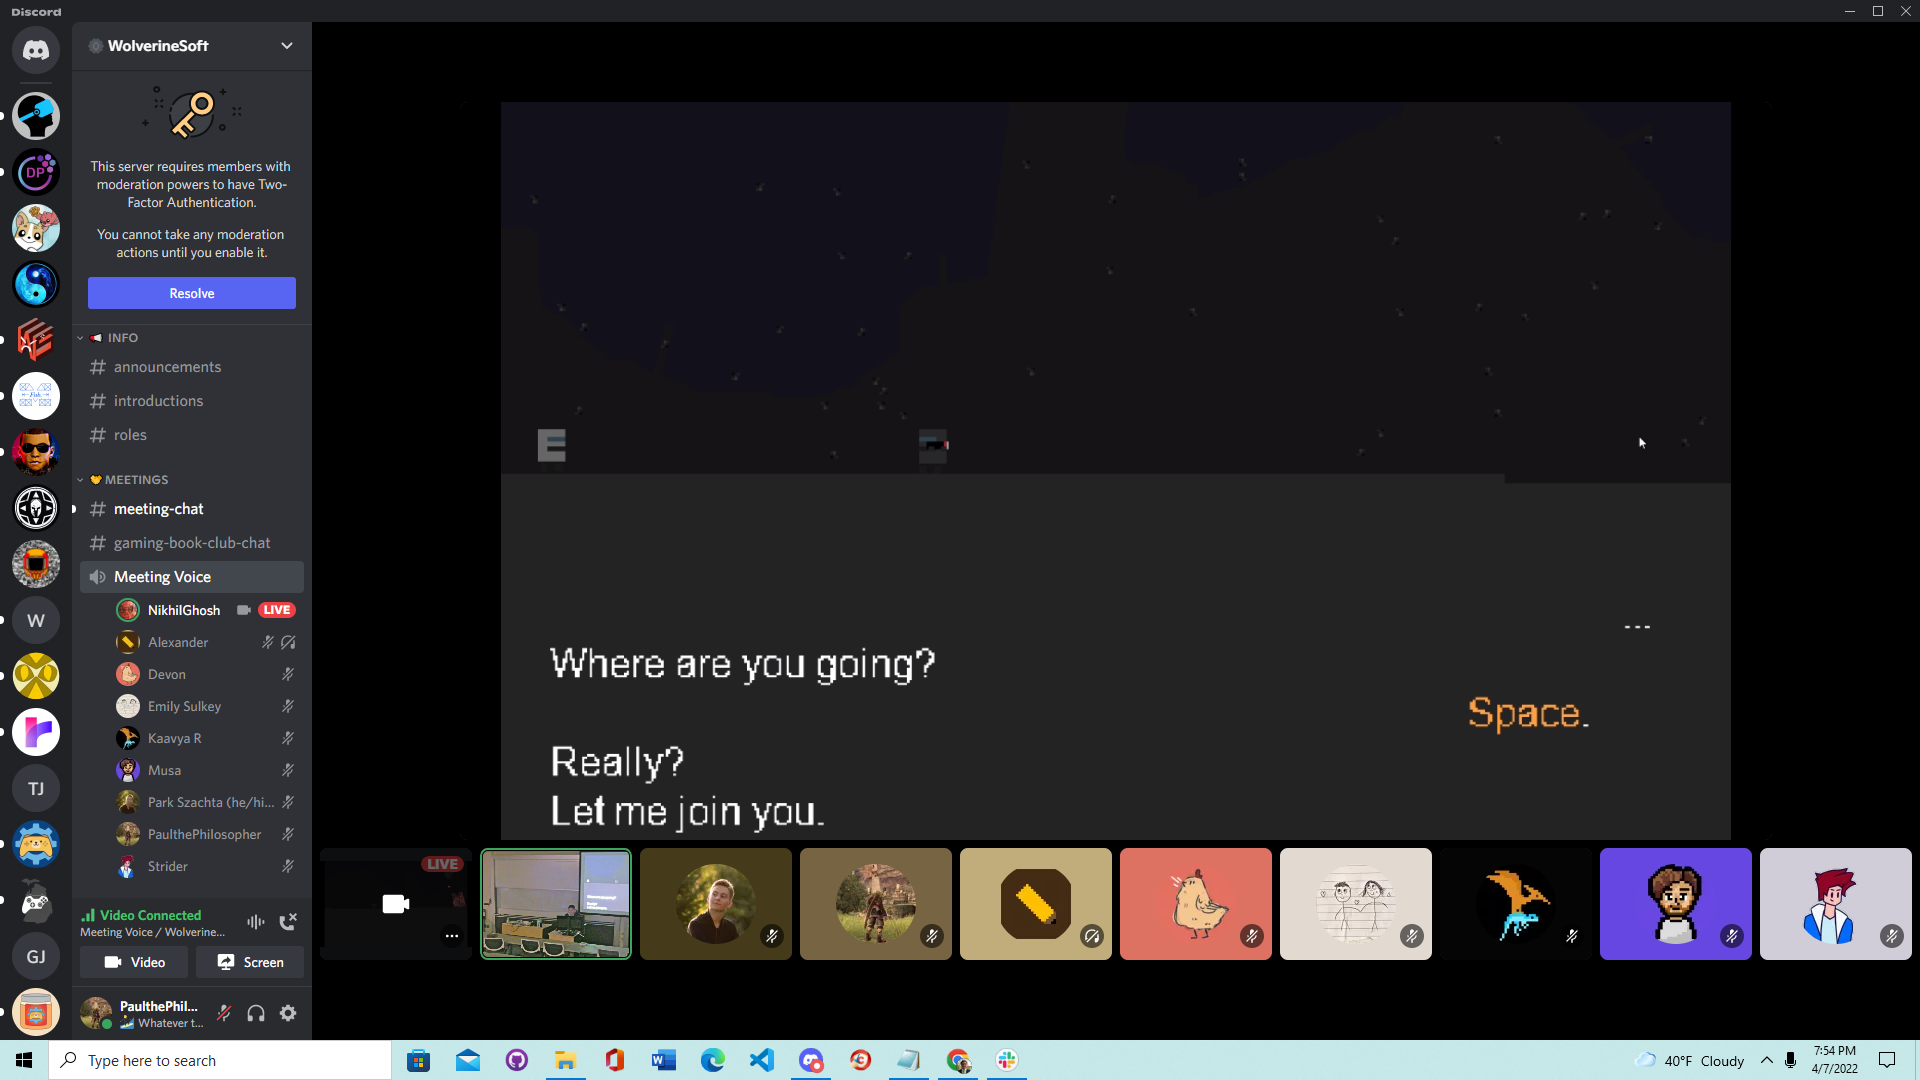 Discord
WolverineSoft
This server requires members with
moderation powers to have Two-
Factor Authentication.
You cannot take any moderation
actions until you enable it.
Resolve
INFO
announcements
introductions
roles
MEETINGS
meeting-chat
gaming-book-club-chat
Meeting Voice
NikhilGhosh LIVE
Alexander
Devon
Emily Sulkey
Kaavya R
Musa
Park Szachta (he/hi...
PaulthePhilosopher
Strider
Video Connected
Meeting Voice / Wolverine...
Video Screen
PaulthePhil...
Whatever t...
DP
W
TJ
GJ
...
Where are you going?
Space.
Really?
Let me join you.
LIVE
Type here to search
40°F Cloudy
7:54 PM
4/7/2022